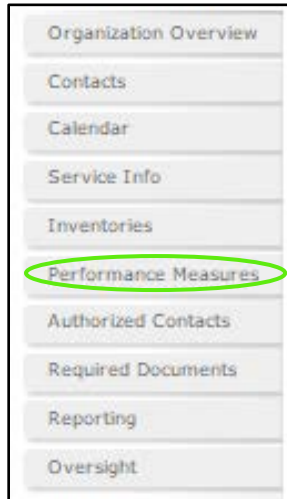 Organization Overview
Contacts
Calendar
Service Info
Inventories
Performance Measures
Authorized Contacts
Required Documents
Reporting
Oversight